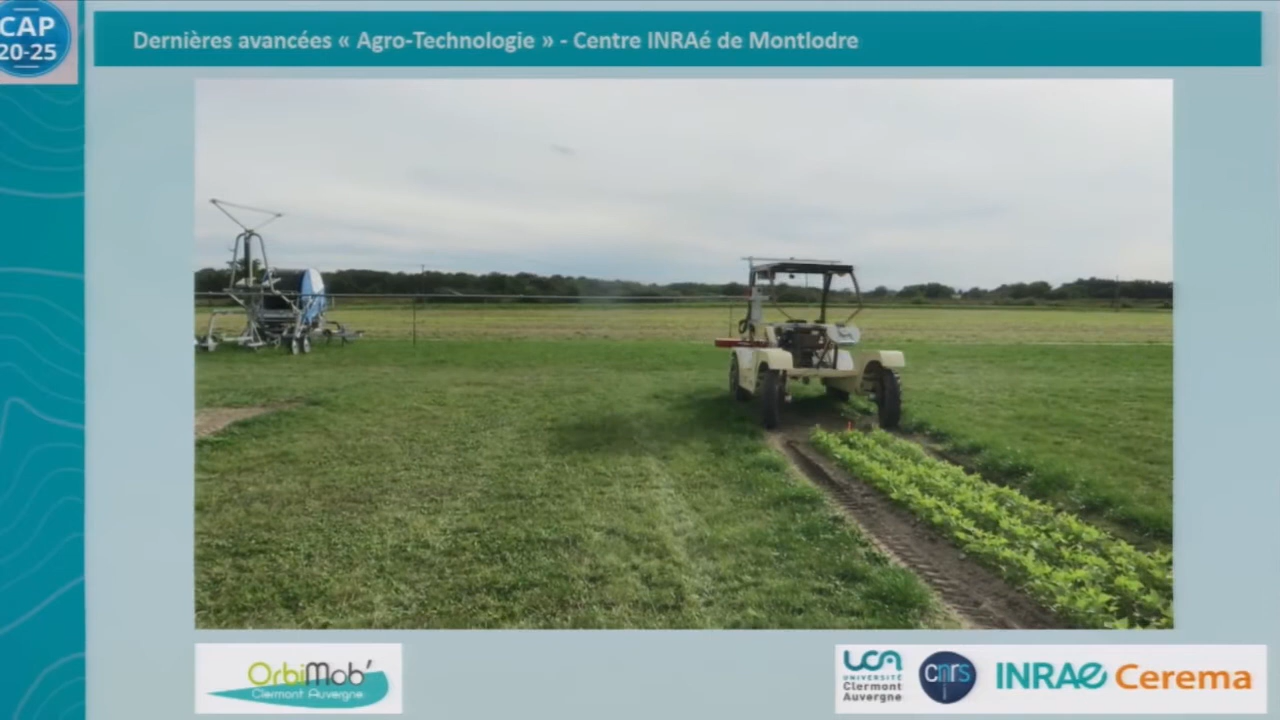 CAP
20-25
Dernières avancées « Agro-Technologie » - Centre INRAé de Montlodre
OrbiMob'
Clermont Auvergne
UCA
UNIVERSITÉ
Clermont
Auvergne
cnrs
INRAE
Cerema